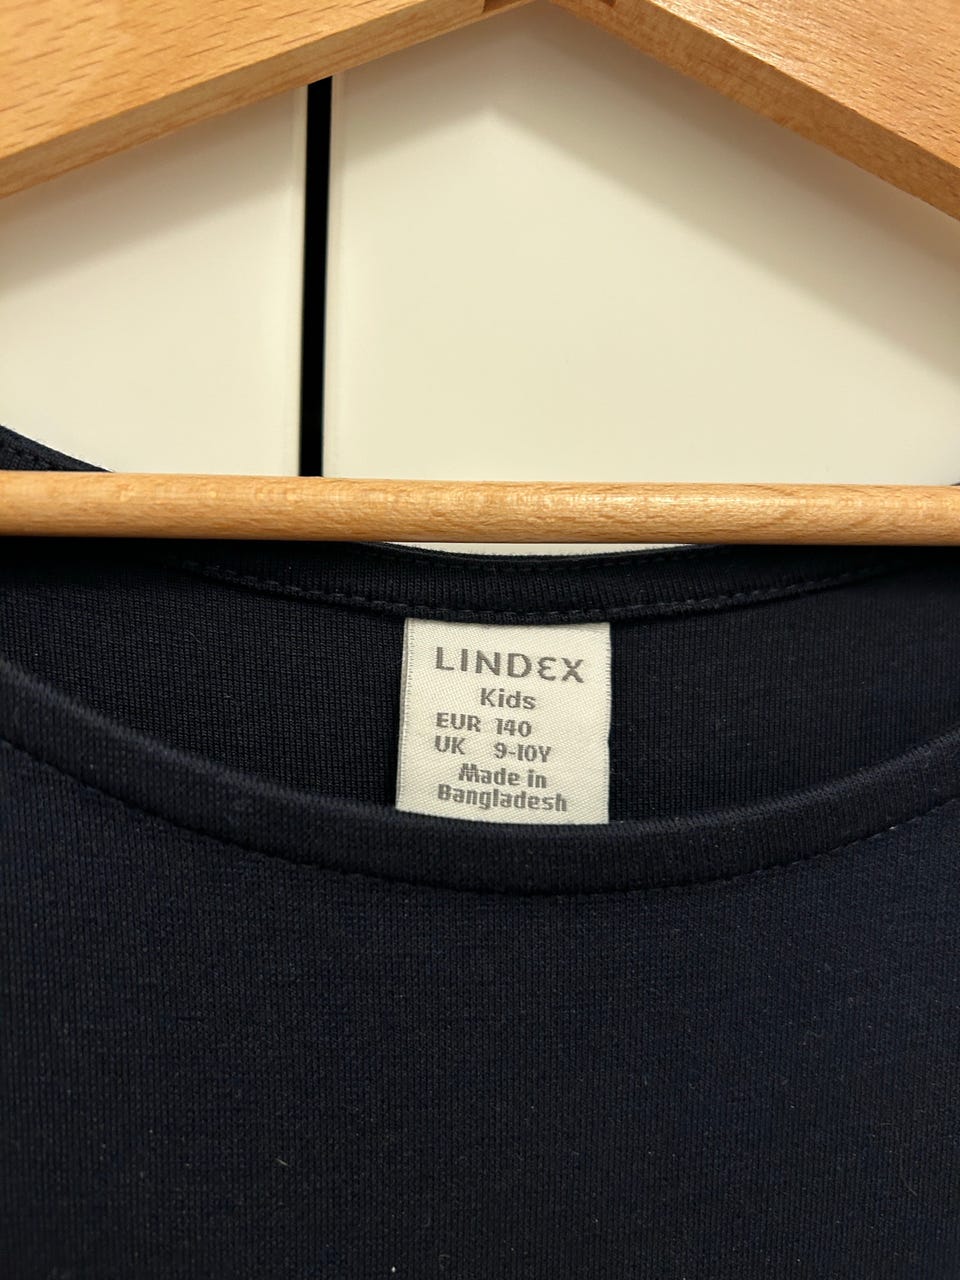 LINDEX
Kids
EUR 140
UK 9-10Y
Made in
Bangladesh